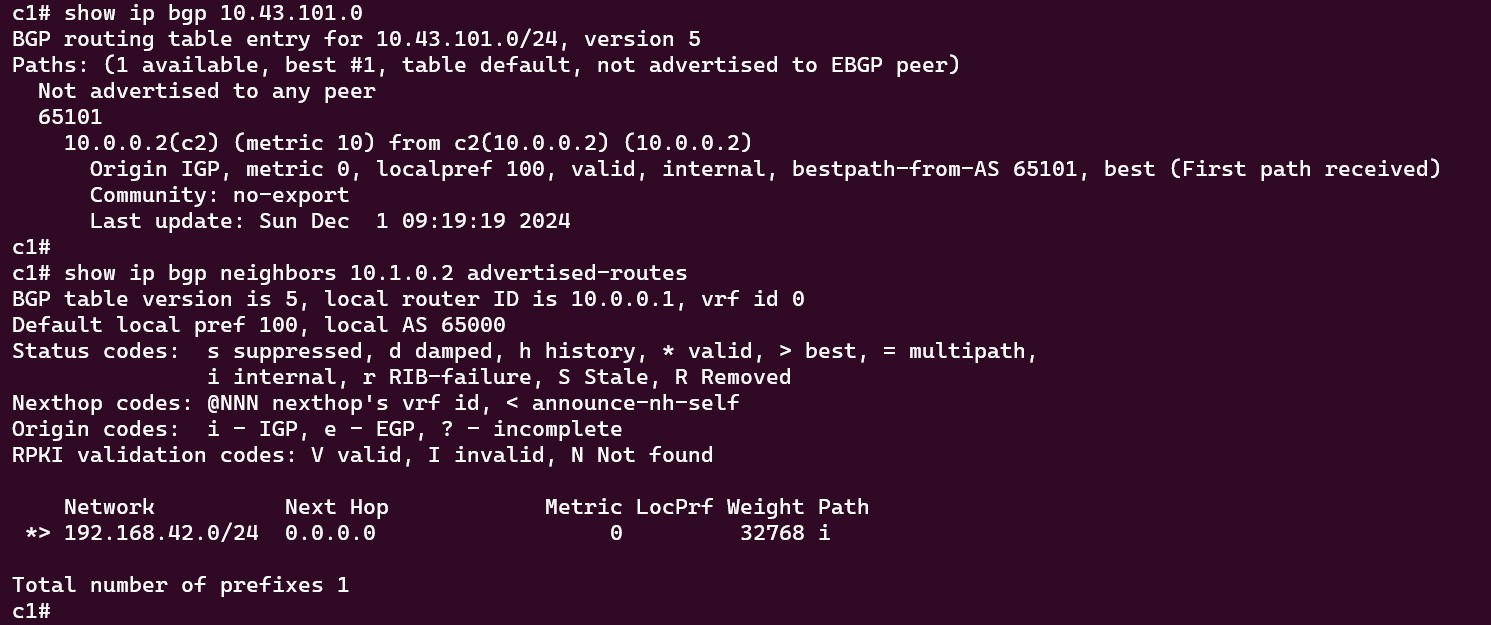 c1# show ip bgp 10.43.101.0
BGP routing table entry for 10.43.101.0/24, version 5
Paths: (1 available, best #1, table default, not advertised to EBGP peer)
  Not advertised to any peer
  65101
    10.0.0.2(c2) (metric 10) from c2(10.0.0.2) (10.0.0.2)
      Origin IGP, metric 0, localpref 100, valid, internal, bestpath-from-AS 65101, best (First path received)
      Community: no-export
      Last update: Sun Dec  1 09:19:19 2024
c1#
c1# show ip bgp neighbors 10.1.0.2 advertised-routes
BGP table version is 5, local router ID is 10.0.0.1, vrf id 0
Default local pref 100, local AS 65000
Status codes:  s suppressed, d damped, h history, * valid, > best, = multipath,
               i internal, r RIB-failure, S Stale, R Removed
Nexthop codes: @NNN nexthop's vrf id, < announce-nh-self
Origin codes:  i - IGP, e - EGP, ? - incomplete
RPKI validation codes: V valid, I invalid, N Not found

    Network          Next Hop            Metric LocPrf Weight Path
 *> 192.168.42.0/24  0.0.0.0                  0         32768 i

Total number of prefixes 1
c1#